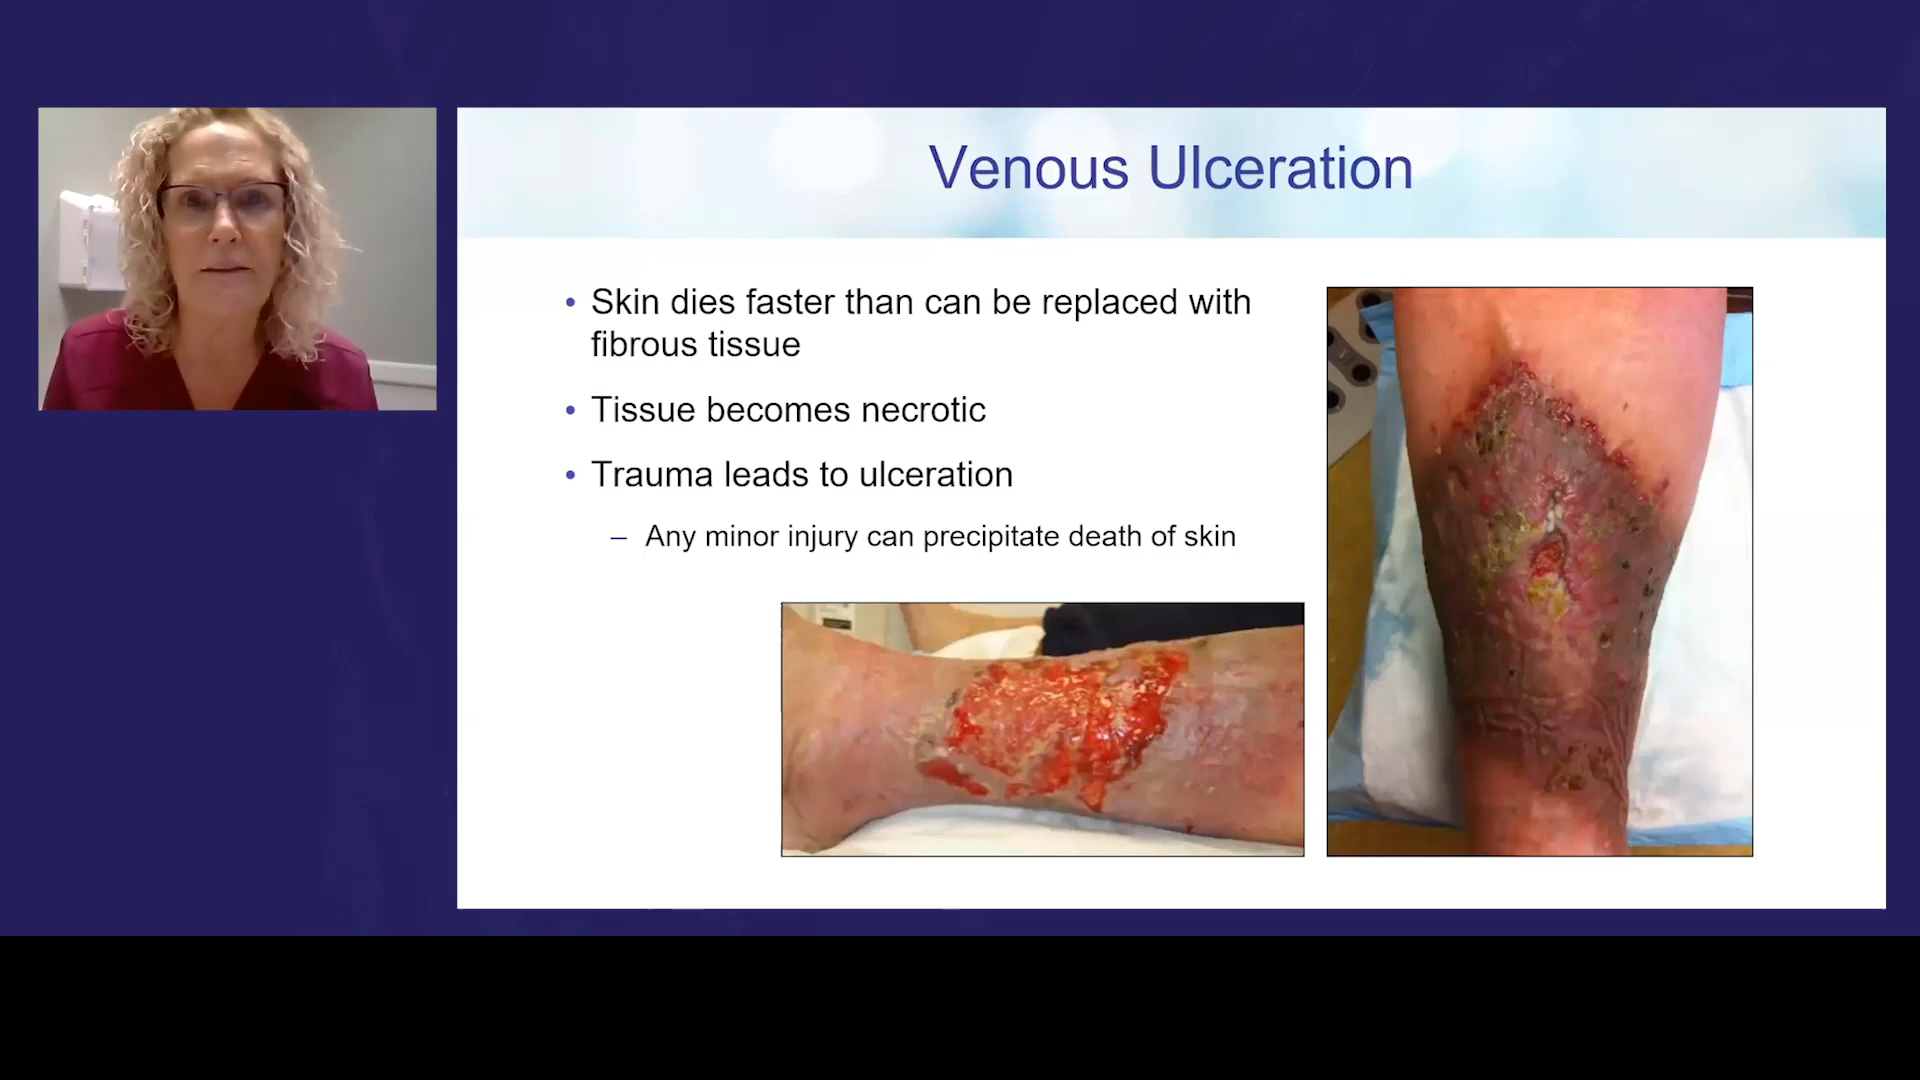 Venous Ulceration
• Skin dies faster than can be replaced with
fibrous tissue
• Tissue becomes necrotic
• Trauma leads to ulceration
– Any minor injury can precipitate death of skin